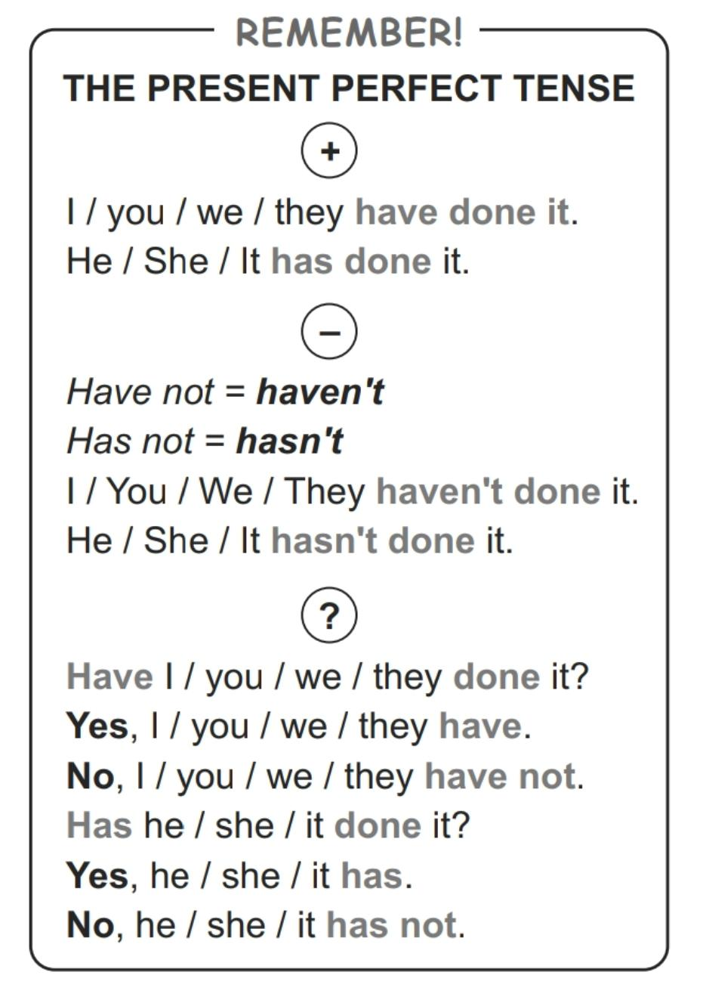 REMEMBER!
THE PRESENT PERFECT TENSE
+
I / you / we / they have done it.
He / She / It has done it.
–
Have not = haven't
Has not = hasn't
I / You / We / They haven't done it.
He / She / It hasn't done it.
?
Have I / you / we / they done it?
Yes, I / you / we / they have.
No, I / you / we / they have not.
Has he / she / it done it?
Yes, he / she / it has.
No, he / she / it has not.